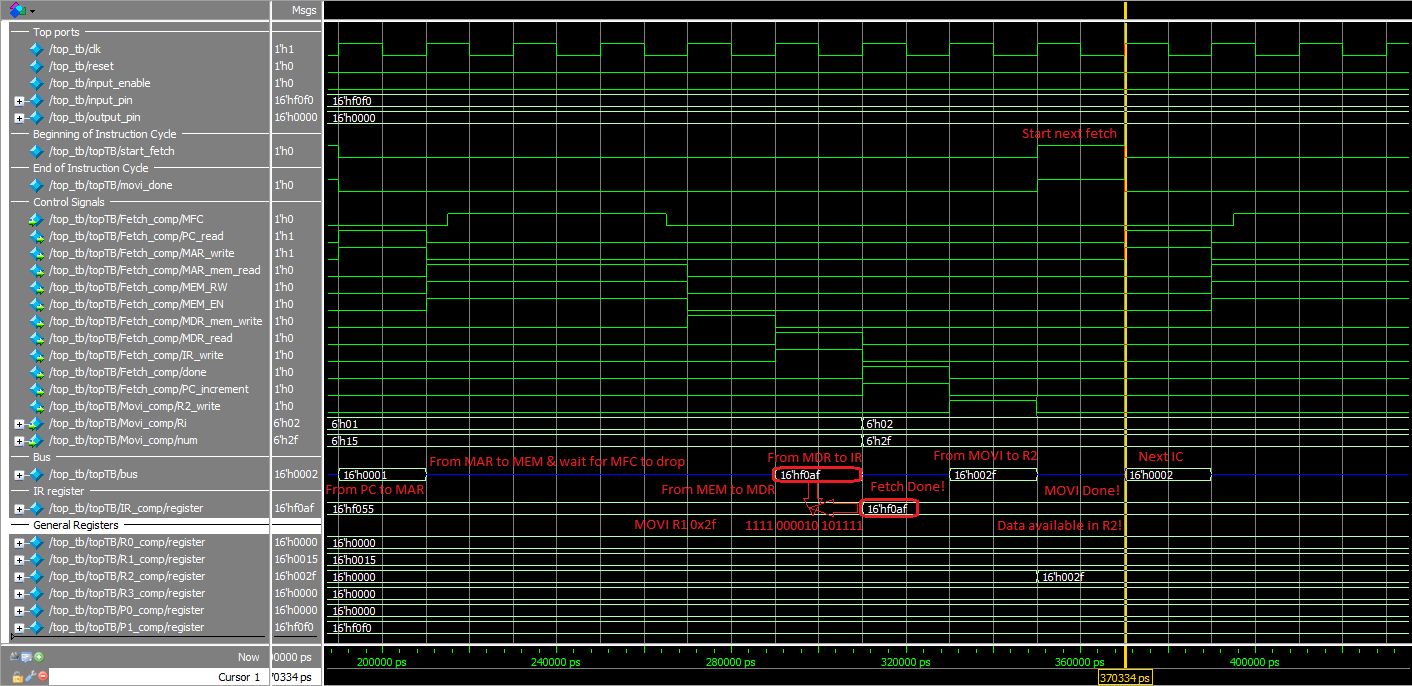 Msgs
Top ports
/top_tb/clk 1'h1
/top_tb/reset 1'h0
/top_tb/input_enable 1'h0
/top_tb/input_pin 16'hf0f0 16'hf0f0
/top_tb/output_pin 16'h0000 16'h0000
Beginning of Instruction Cycle Start next fetch
/top_tb/topTB/start_fetch 1'h0
End of Instruction Cycle
/top_tb/topTB/movi_done 1'h0
Control Signals
/top_tb/topTB/Fetch_comp/MFC 1'h0
/top_tb/topTB/Fetch_comp/PC_read 1'h1
/top_tb/topTB/Fetch_comp/MAR_write 1'h1
/top_tb/topTB/Fetch_comp/MAR_mem_read 1'h0
/top_tb/topTB/Fetch_comp/MEM_RW 1'h0
/top_tb/topTB/Fetch_comp/MEM_EN 1'h0
/top_tb/topTB/Fetch_comp/MDR_mem_write 1'h0
/top_tb/topTB/Fetch_comp/MDR_read 1'h0
/top_tb/topTB/Fetch_comp/IR_write 1'h0
/top_tb/topTB/Fetch_comp/done 1'h0
/top_tb/topTB/Fetch_comp/PC_increment 1'h0
/top_tb/topTB/Movi_comp/R2_write 1'h0
/top_tb/topTB/Movi_comp/Ri 6'h02 6'h01 6'h02
/top_tb/topTB/Movi_comp/num 6'h2f 6'h15 6'h2f
Bus From MAR to MEM & wait for MFC to drop From MDR to IR From MOVI to R2 Next IC
/top_tb/topTB/bus 16'h0002 16'h0001 16'hf0af 16'h002f 16'h0002
IR register From PC to MAR From MEM to MDR Fetch Done! MOVI Done!
/top_tb/topTB/IR_comp/register 16'hf0af 16'hf055 16'hf0af
General Registers MOVI R1 0x2f 1111 000010 101111 Data available in R2!
/top_tb/topTB/R0_comp/register 16'h0000 16'h0000
/top_tb/topTB/R1_comp/register 16'h0015 16'h0015
/top_tb/topTB/R2_comp/register 16'h002f 16'h0000 16'h002f
/top_tb/topTB/R3_comp/register 16'h0000 16'h0000
/top_tb/topTB/P0_comp/register 16'h0000 16'h0000
/top_tb/topTB/P1_comp/register 16'hf0f0 16'hf0f0
Now 0000 ps 200000 ps 240000 ps 280000 ps 320000 ps 360000 ps 400000 ps
Cursor 1 70334 ps 370334 ps